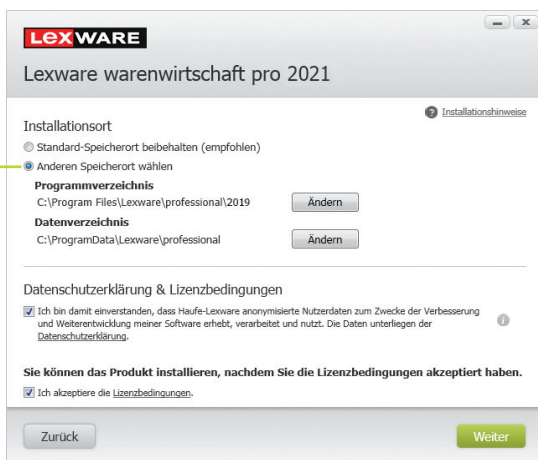 LEXWARE
Lexware warenwirtschaft pro 2021
Installationshinweise
Installationsort
Standard-Speicherort beibehalten (empfohlen)
Anderen Speicherort wählen
Programmverzeichnis
C:\Program Files\Lexware\professional\2019 Ändern
Datenverzeichnis
C:\ProgramData\Lexware\professional Ändern
Datenschutzerklärung & Lizenzbedingungen
Ich bin damit einverstanden, dass Haufe-Lexware anonymisierte Nutzerdaten zum Zwecke der Verbesserung
und Weiterentwicklung meiner Software erhebt, verarbeitet und nutzt. Die Daten unterliegen der
Datenschutzerklärung.
Sie können das Produkt installieren, nachdem Sie die Lizenzbedingungen akzeptiert haben.
Ich akzeptiere die Lizenzbedingungen.
Zurück Weiter